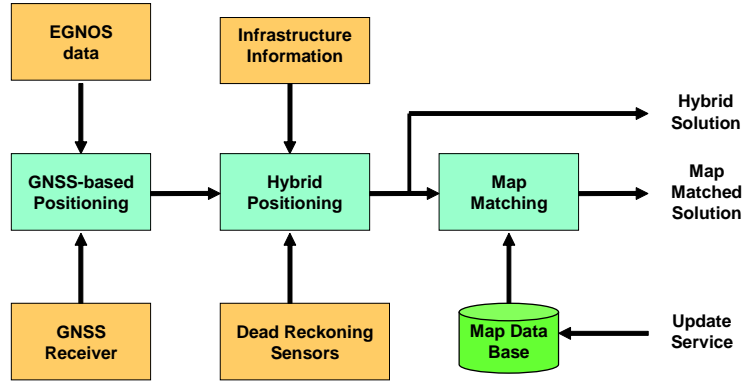 EGNOS
data
Infrastructure
Information
Hybrid
Solution
GNSS-based
Positioning
Hybrid
Positioning
Map
Matching
Map
Matched
Solution
GNSS
Receiver
Dead Reckoning
Sensors
Map Data
Base
Update
Service